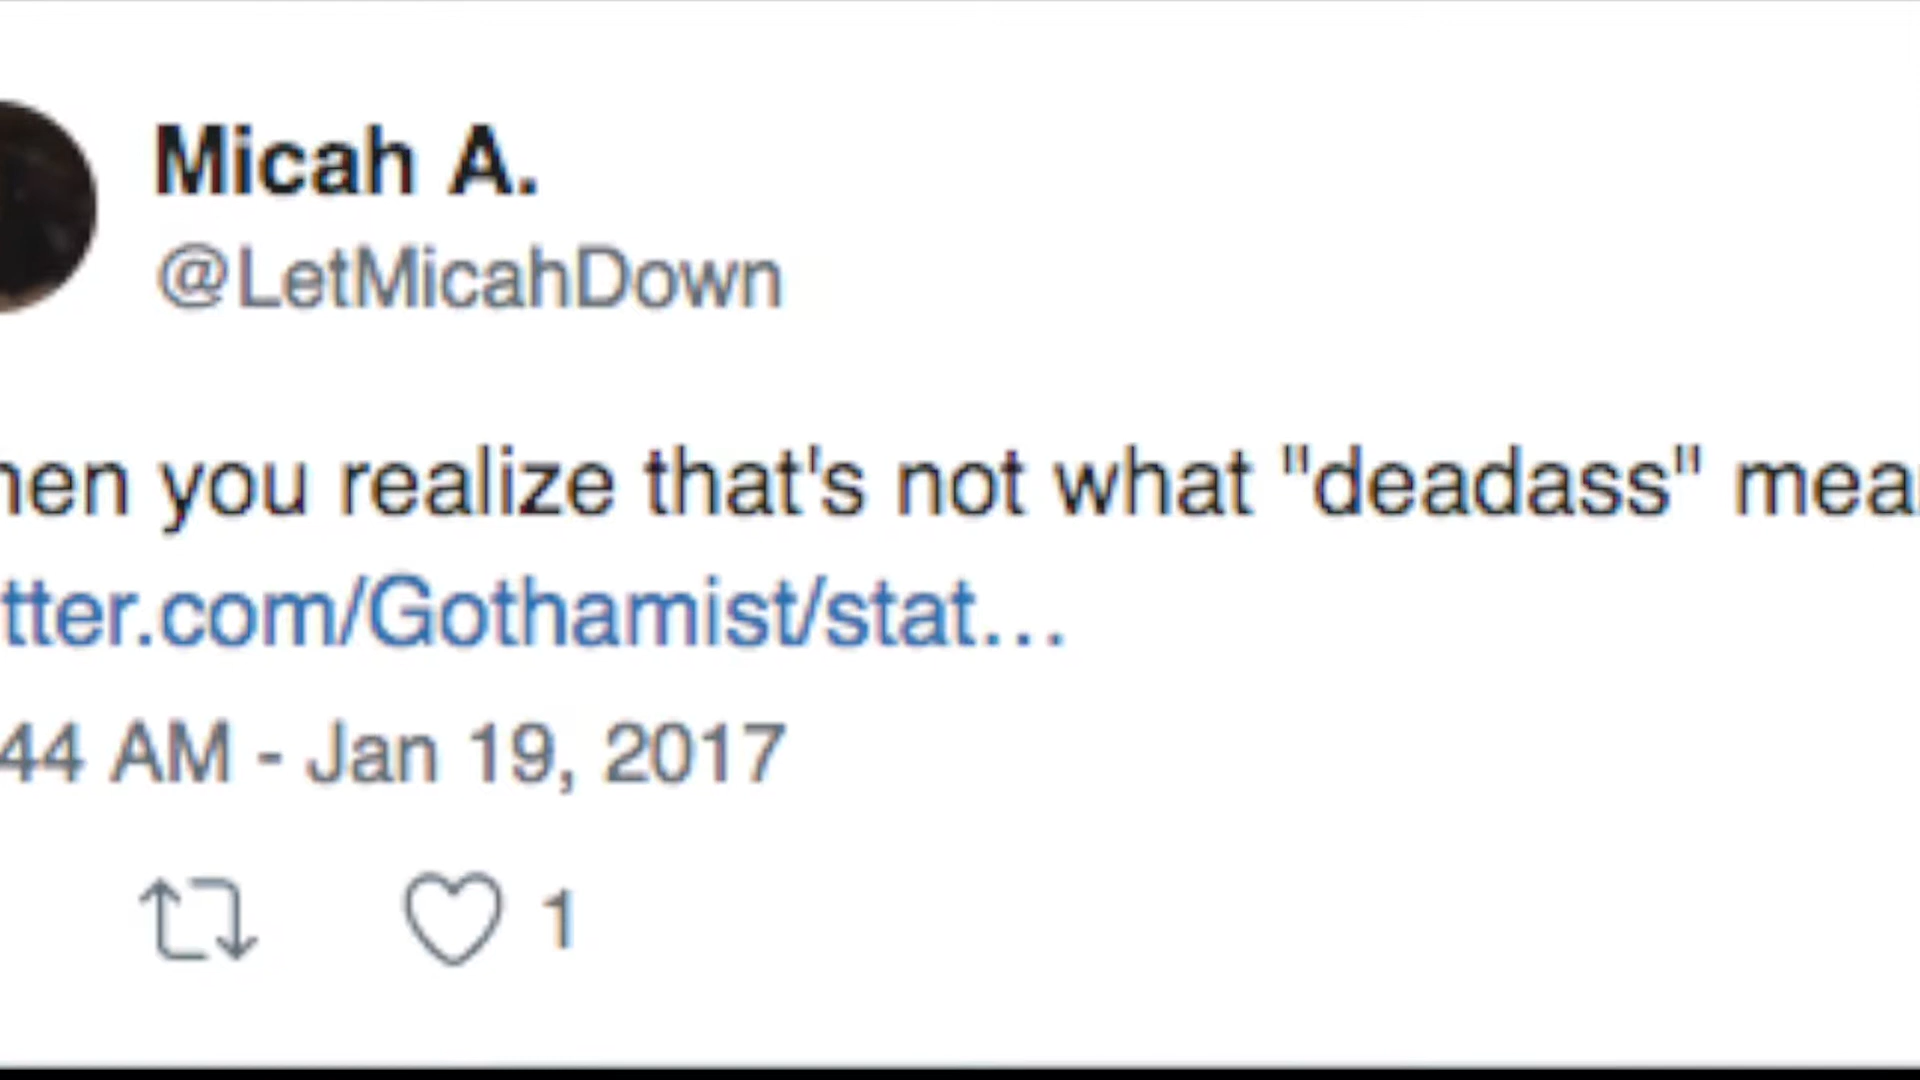 Micah A.
@LetMicahDown
hen you realize that's not what "deadass" mea
tter.com/Gothamist/stat...
44 AM - Jan 19, 2017
1